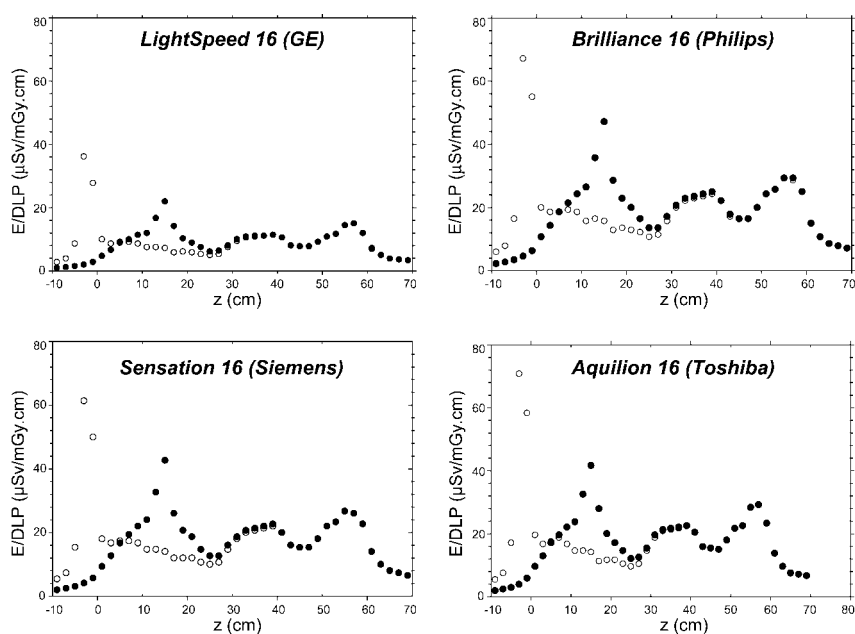 LightSpeed 16 (GE)
80
60
40
20
0
E/DLP (µSv/mGy.cm)
-10 0 10 20 30 40 50 60 70
z (cm)
Brilliance 16 (Philips)
80
60
40
20
0
E/DLP (µSv/mGy.cm)
-10 0 10 20 30 40 50 60 70
z (cm)
Sensation 16 (Siemens)
80
60
40
20
0
E/DLP (µSv/mGy.cm)
-10 0 10 20 30 40 50 60 70
z (cm)
Aquilion 16 (Toshiba)
80
60
40
20
0
E/DLP (µSv/mGy.cm)
-10 0 10 20 30 40 50 60 70
z (cm)